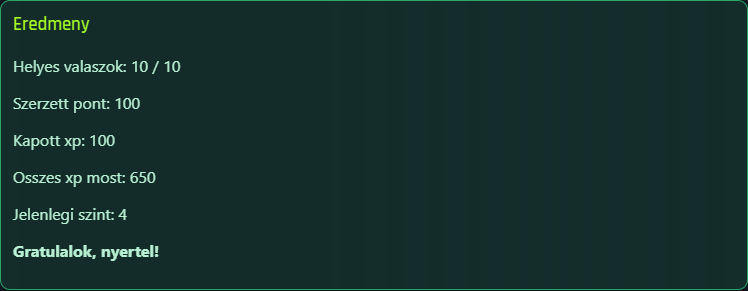 Eredmeny
Helyes valaszok: 10 / 10
Szerzett pont: 100
Kapott xp: 100
Osszes xp most: 650
Jelenlegi szint: 4
Gratulalok, nyertel!